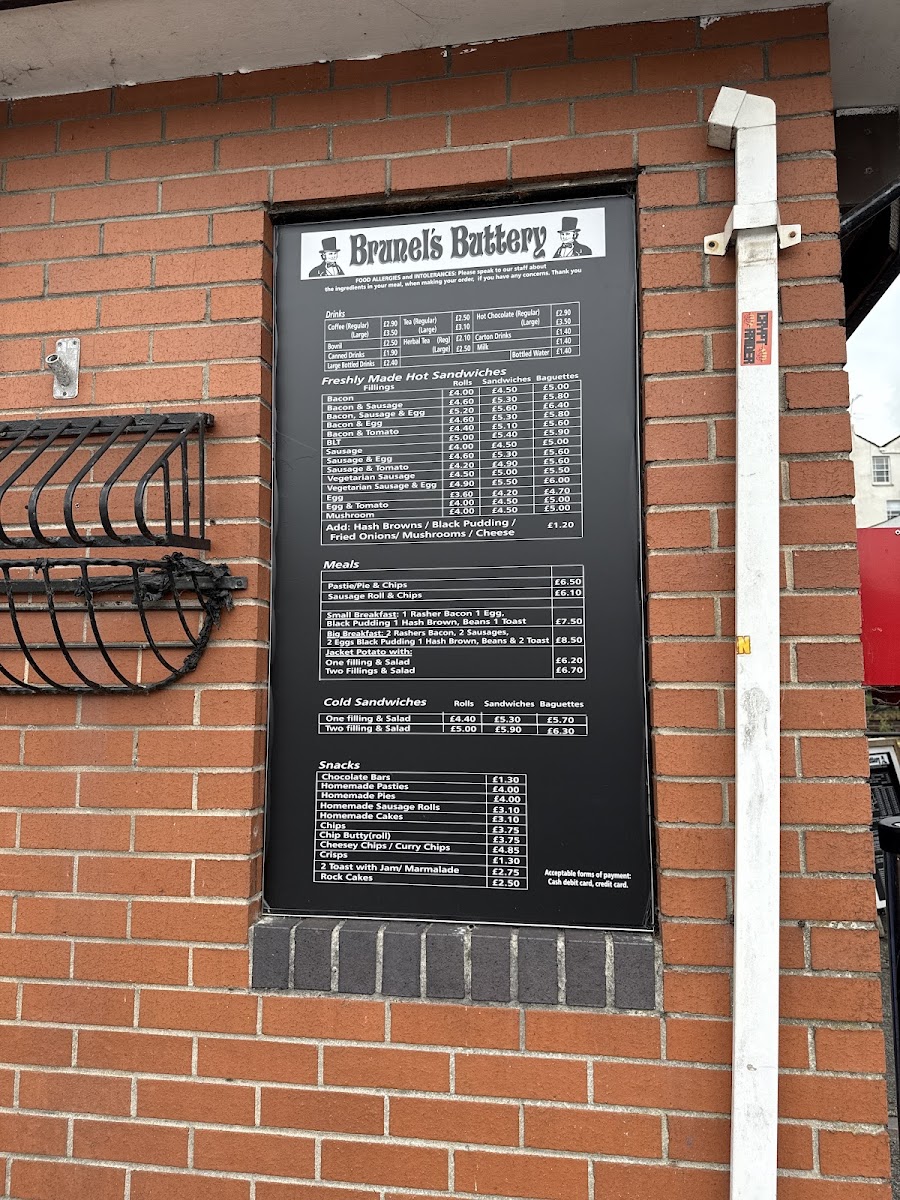 Brunel's Buttery
FOOD ALLERGIES and INTOLERANCES: Please speak to our staff about
the ingredients in your meal, when making your order, if you have any concerns. Thank you
Drinks
Coffee (Regular) £2.90 Tea (Regular) £2.50 Hot Chocolate (Regular) £2.90
(Large) £3.50 (Large) £3.10 (Large) £3.50
Bovril £2.50 Herbal Tea (Reg) £2.10 Carton Drinks £1.40
Canned Drinks £1.90 (Large) £2.50 Milk £1.40
Large Bottled Drinks £2.40 Bottled Water £1.40
Freshly Made Hot Sandwiches
Fillings Rolls Sandwiches Baguettes
Bacon £4.00 £4.50 £5.00
Bacon & Sausage £4.60 £5.30 £5.80
Bacon, Sausage & Egg £5.20 £5.60 £6.40
Bacon & Egg £4.60 £5.30 £5.80
Bacon & Tomato £4.40 £5.10 £5.60
BLT £5.00 £5.40 £5.90
Sausage £4.00 £4.50 £5.00
Sausage & Egg £4.60 £5.30 £5.60
Sausage & Tomato £4.20 £4.90 £5.60
Vegetarian Sausage £4.50 £5.00 £5.50
Vegetarian Sausage & Egg £4.90 £5.50 £6.00
Egg £3.60 £4.20 £4.70
Egg & Tomato £4.00 £4.50 £5.00
Mushroom £4.00 £4.50 £5.00
Add: Hash Browns / Black Pudding / £1.20
Fried Onions/ Mushrooms / Cheese
Meals
Pastie/Pie & Chips £6.50
Sausage Roll & Chips £6.10
Small Breakfast: 1 Rasher Bacon 1 Egg,
Black Pudding 1 Hash Brown, Beans 1 Toast £7.50
Big Breakfast: 2 Rashers Bacon, 2 Sausages,
2 Eggs Black Pudding 1 Hash Brown, Beans & 2 Toast £8.50
Jacket Potato with:
One filling & Salad £6.20
Two Fillings & Salad £6.70
Cold Sandwiches Rolls Sandwiches Baguettes
One filling & Salad £4.40 £5.30 £5.70
Two filling & Salad £5.00 £5.90 £6.30
Snacks
Chocolate Bars £1.30
Homemade Pasties £4.00
Homemade Pies £4.00
Homemade Sausage Rolls £3.10
Homemade Cakes £3.10
Chips £3.75
Chip Butty(roll) £3.75
Cheesey Chips / Curry Chips £4.85
Crisps £1.30
2 Toast with Jam/ Marmalade £2.75
Rock Cakes £2.50
Acceptable forms of payment:
Cash debit card, credit card.
N